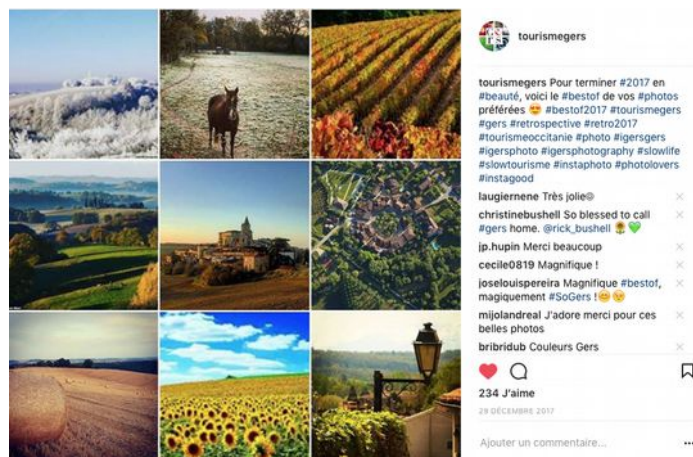 tourismegers
tourismegers Pour terminer #2017 en
#beauté, voici le #bestof de vos #photos
préférées 😍 #bestof2017 #tourismegers
#gers #retrospective #retro2017
#tourismeoccitanie #photo #igersgers
#igersphoto #igersphotography #slowlife
#slowtourisme #instaphoto #photolovers
#instagood
laugiernene Très jolie☺
christinebushell So blessed to call
#gers home. @rick_bushell 🌻💚
jp.hupin Merci beaucoup
cecile0819 Magnifique !
joselouispereira Magnifique #bestof,
magiquement #SoGers !😊😉
mijolandreal J'adore merci pour ces
belles photos
bribridub Couleurs Gers
234 J'aime
29 DÉCEMBRE 2017
Ajouter un commentaire...